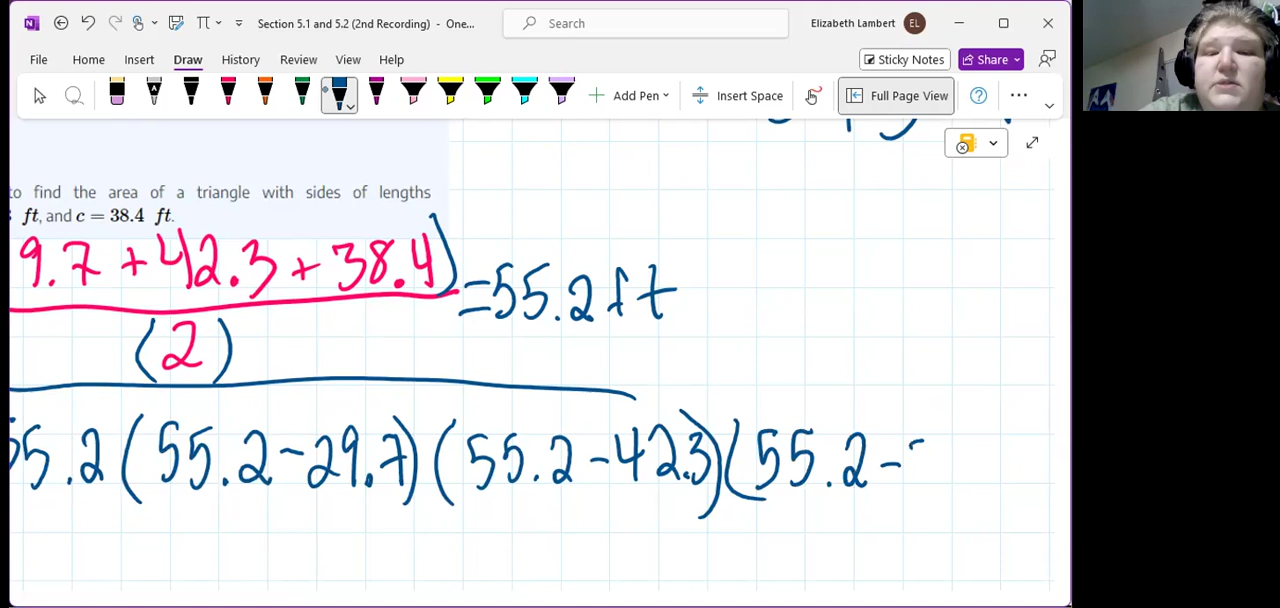 Section 5.1 and 5.2 (2nd Recording) - One...
Search
Elizabeth Lambert
EL
File Home Insert Draw History Review View Help
Sticky Notes
Share
Add Pen
Insert Space
Full Page View
to find the area of a triangle with sides of lengths
ft, and c = 38.4 ft.
9.7 + 42.3 + 38.4) = 55.2 ft
(2)
55.2(55.2-29.7)(55.2-42.3)(55.2-